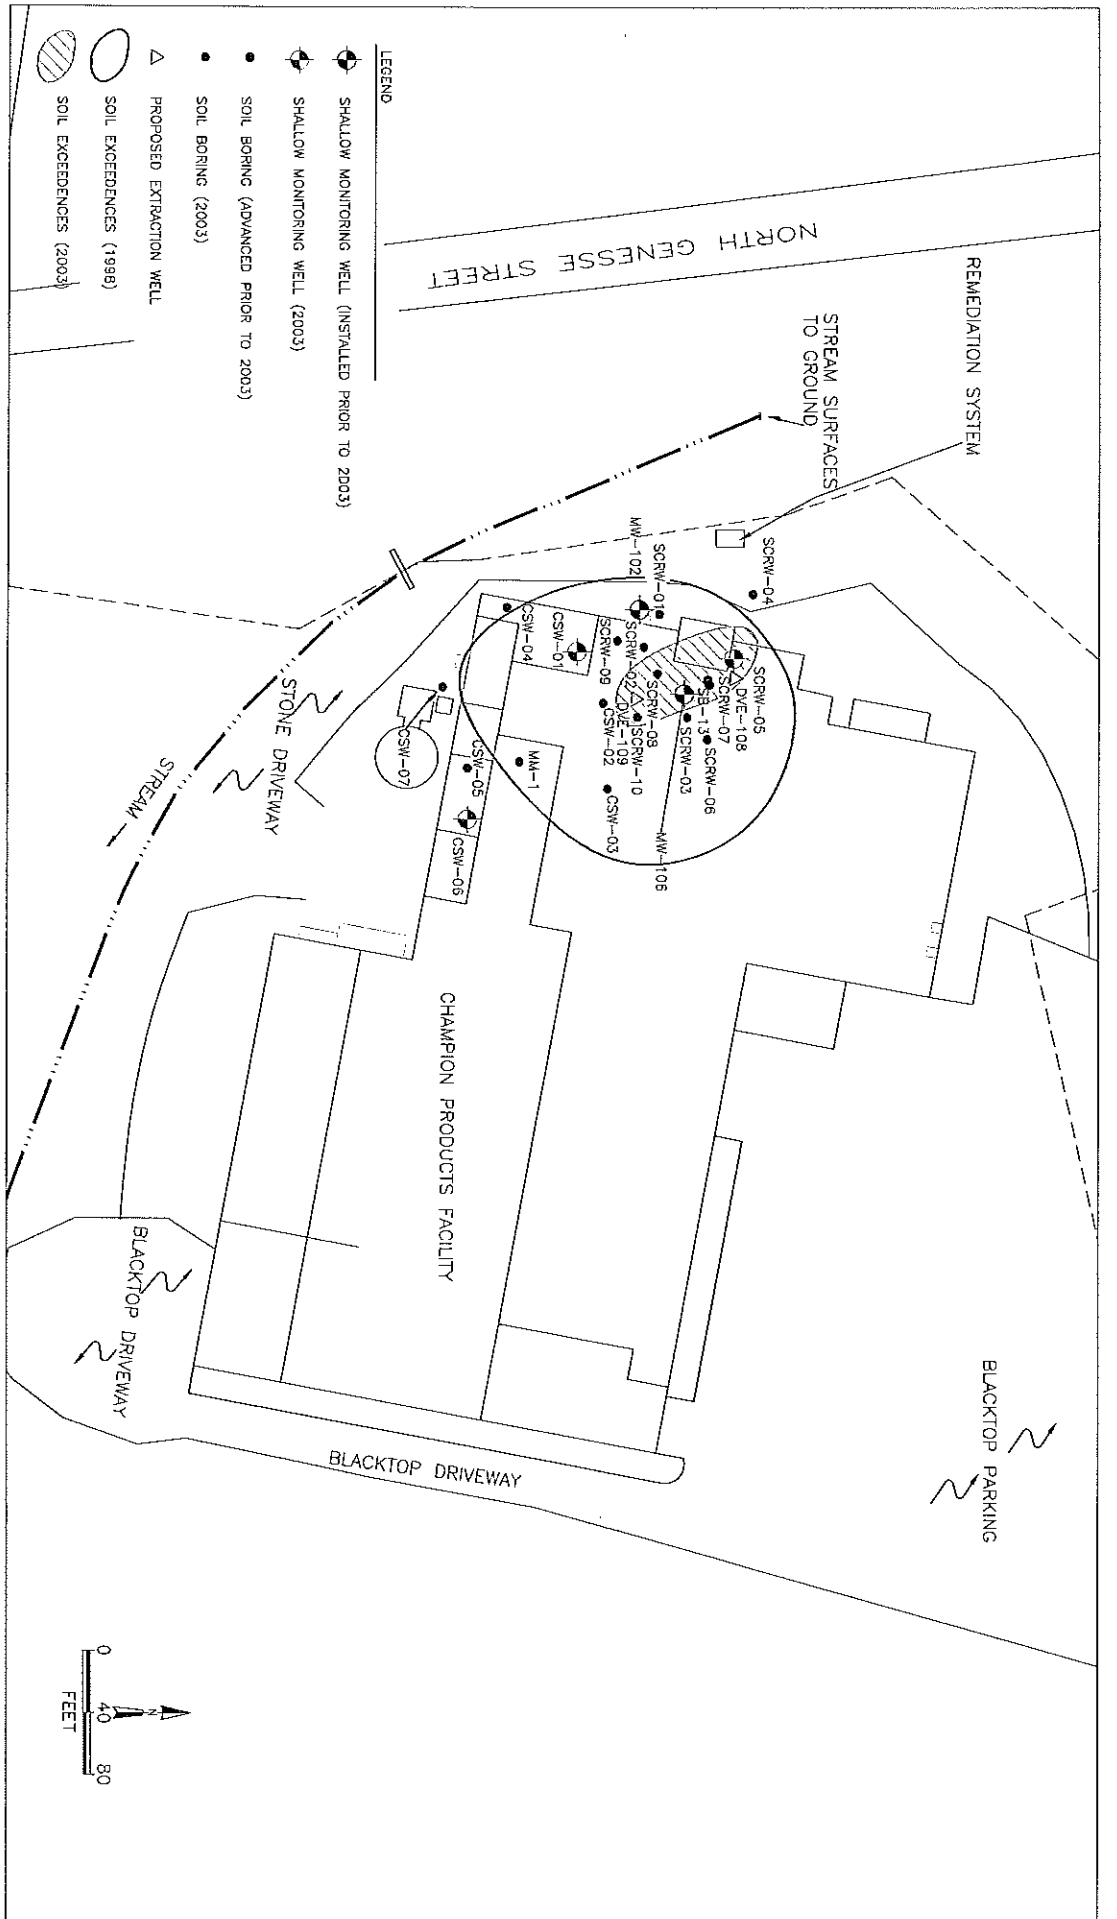 LEGEND
SHALLOW MONITORING WELL (INSTALLED PRIOR TO 2003)
SHALLOW MONITORING WELL (2003)
SOIL BORING (ADVANCED PRIOR TO 2003)
SOIL BORING (2003)
PROPOSED EXTRACTION WELL
SOIL EXCEEDENCES (1998)
SOIL EXCEEDENCES (2003)
NORTH GENESSE STREET
REMEDIATION SYSTEM
STREAM SURFACES
TO GROUND
SCRW-04
SCRW-01
MW-102
SCRW-05
DVE-108
SCRW-07
SB-13
SCRW-06
SCRW-03
SCRW-08
SCRW-10
SCRW-02
DVE-109
SCRW-09
CSW-02
CSW-03
MW-106
CSW-01
CSW-04
MM-1
CSW-05
CSW-06
CSW-07
STONE DRIVEWAY
STREAM
CHAMPION PRODUCTS FACILITY
BLACKTOP DRIVEWAY
BLACKTOP DRIVEWAY
BLACKTOP PARKING
N
0 40 80
FEET